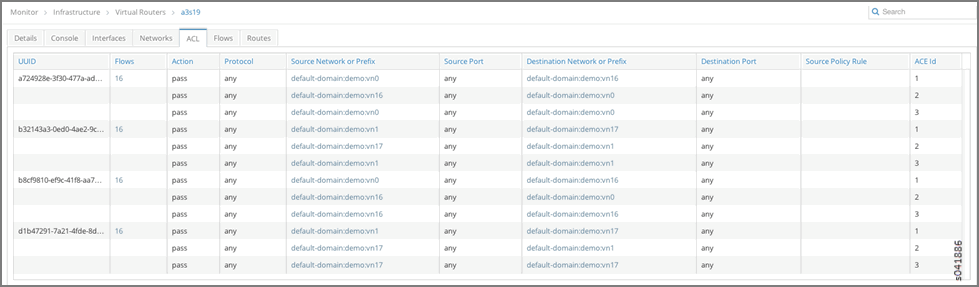 Monitor > Infrastructure > Virtual Routers > a3s19
Search
Details Console Interfaces Networks ACL Flows Routes
UUID Flows Action Protocol Source Network or Prefix Source Port Destination Network or Prefix Destination Port Source Policy Rule ACE Id
a724928e-3f30-477a-ad... 16 pass any default-domain:demo:vn0 any default-domain:demo:vn16 any 1
pass any default-domain:demo:vn16 any default-domain:demo:vn0 any 2
pass any default-domain:demo:vn0 any default-domain:demo:vn0 any 3
b32143a3-0ed0-4ae2-9c... 16 pass any default-domain:demo:vn1 any default-domain:demo:vn17 any 1
pass any default-domain:demo:vn17 any default-domain:demo:vn1 any 2
pass any default-domain:demo:vn1 any default-domain:demo:vn1 any 3
b8cf9810-ef9c-41f8-aa7... 16 pass any default-domain:demo:vn0 any default-domain:demo:vn16 any 1
pass any default-domain:demo:vn16 any default-domain:demo:vn0 any 2
pass any default-domain:demo:vn16 any default-domain:demo:vn16 any 3
d1b47291-7a21-4fde-8d... 16 pass any default-domain:demo:vn1 any default-domain:demo:vn17 any 1
pass any default-domain:demo:vn17 any default-domain:demo:vn1 any 2
pass any default-domain:demo:vn17 any default-domain:demo:vn17 any 3
s041886